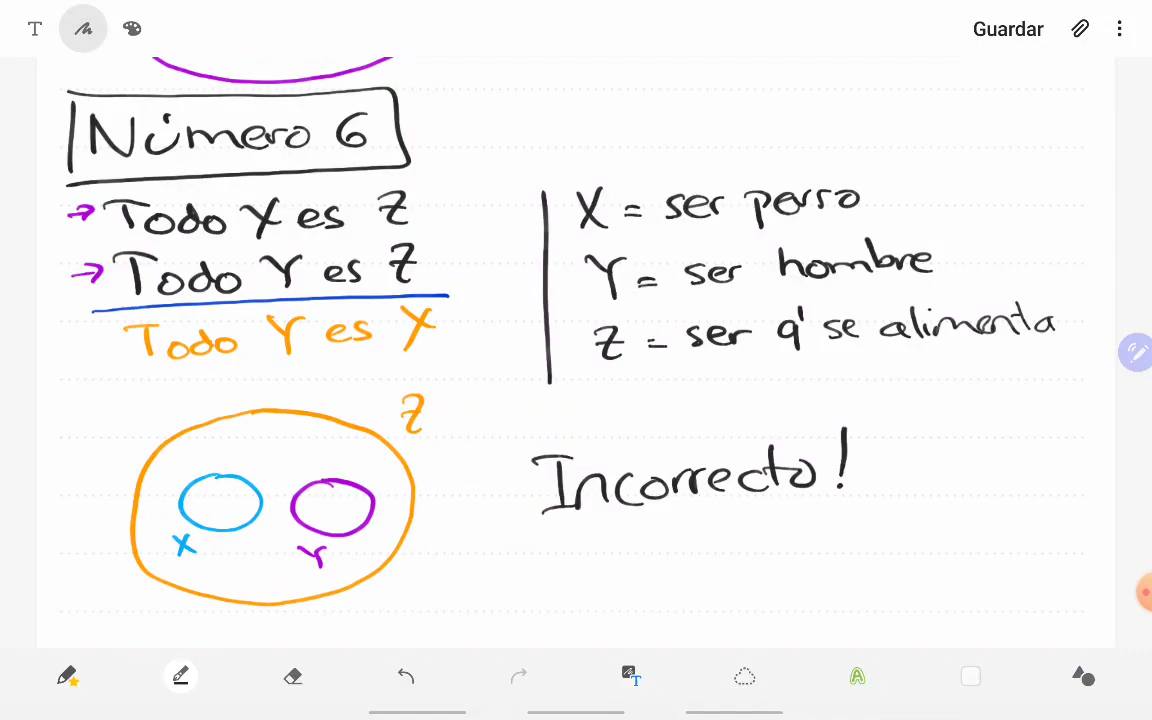 T
Guardar
Número 6
→ Todo X es Z
→ Todo Y es Z
Todo Y es X
X = ser perro
Y = ser hombre
Z = ser q' se alimenta
Z
X
Y
Incorrecto!
T
A